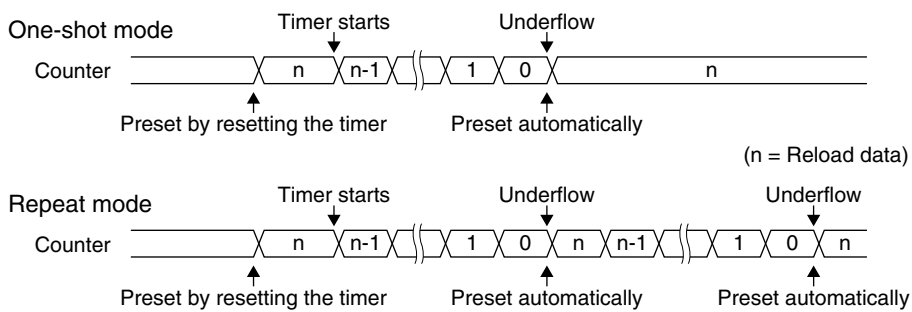 Timer starts Underflow
One-shot mode
Counter n n-1 1 0 n
Preset by resetting the timer Preset automatically
(n = Reload data)
Timer starts Underflow Underflow
Repeat mode
Counter n n-1 1 0 n n-1 1 0 n
Preset by resetting the timer Preset automatically Preset automatically